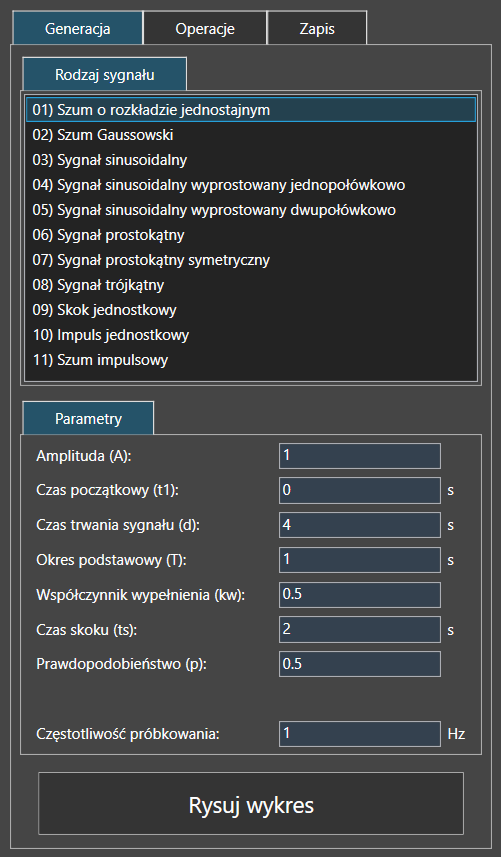 Generacja Operacje Zapis
Rodzaj sygnału
01) Szum o rozkładzie jednostajnym
02) Szum Gaussowski
03) Sygnał sinusoidalny
04) Sygnał sinusoidalny wyprostowany jednopołówkowo
05) Sygnał sinusoidalny wyprostowany dwupołówkowo
06) Sygnał prostokątny
07) Sygnał prostokątny symetryczny
08) Sygnał trójkątny
09) Skok jednostkowy
10) Impuls jednostkowy
11) Szum impulsowy
Parametry
Amplituda (A): 1
Czas początkowy (t1): 0 s
Czas trwania sygnału (d): 4 s
Okres podstawowy (T): 1 s
Współczynnik wypełnienia (kw): 0.5
Czas skoku (ts): 2 s
Prawdopodobieństwo (p): 0.5
Częstotliwość próbkowania: 1 Hz
Rysuj wykres